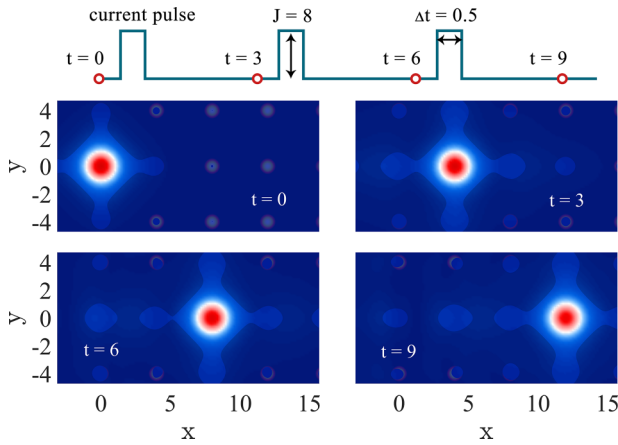 current pulse
J = 8
Δt = 0.5
t = 0
t = 3
t = 6
t = 9
y
4
2
0
-2
-4
t = 0
t = 3
y
4
2
0
-2
-4
t = 6
t = 9
0
5
10
15
0
5
10
15
x
x